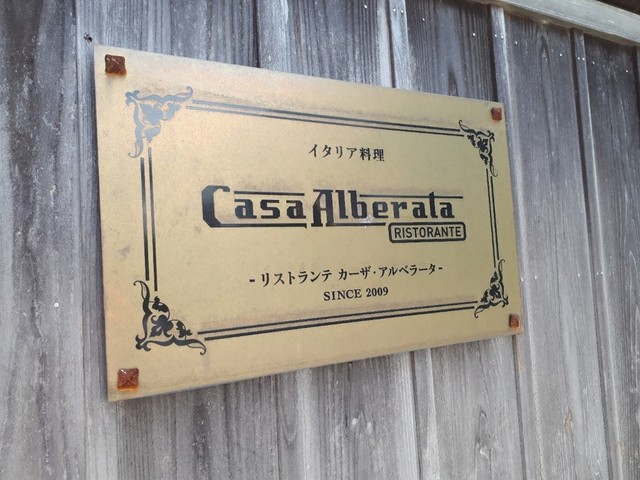 イタリア料理
Casa Alberata
RISTORANTE
- リストランテ カーザ・アルベラータ -
SINCE 2009